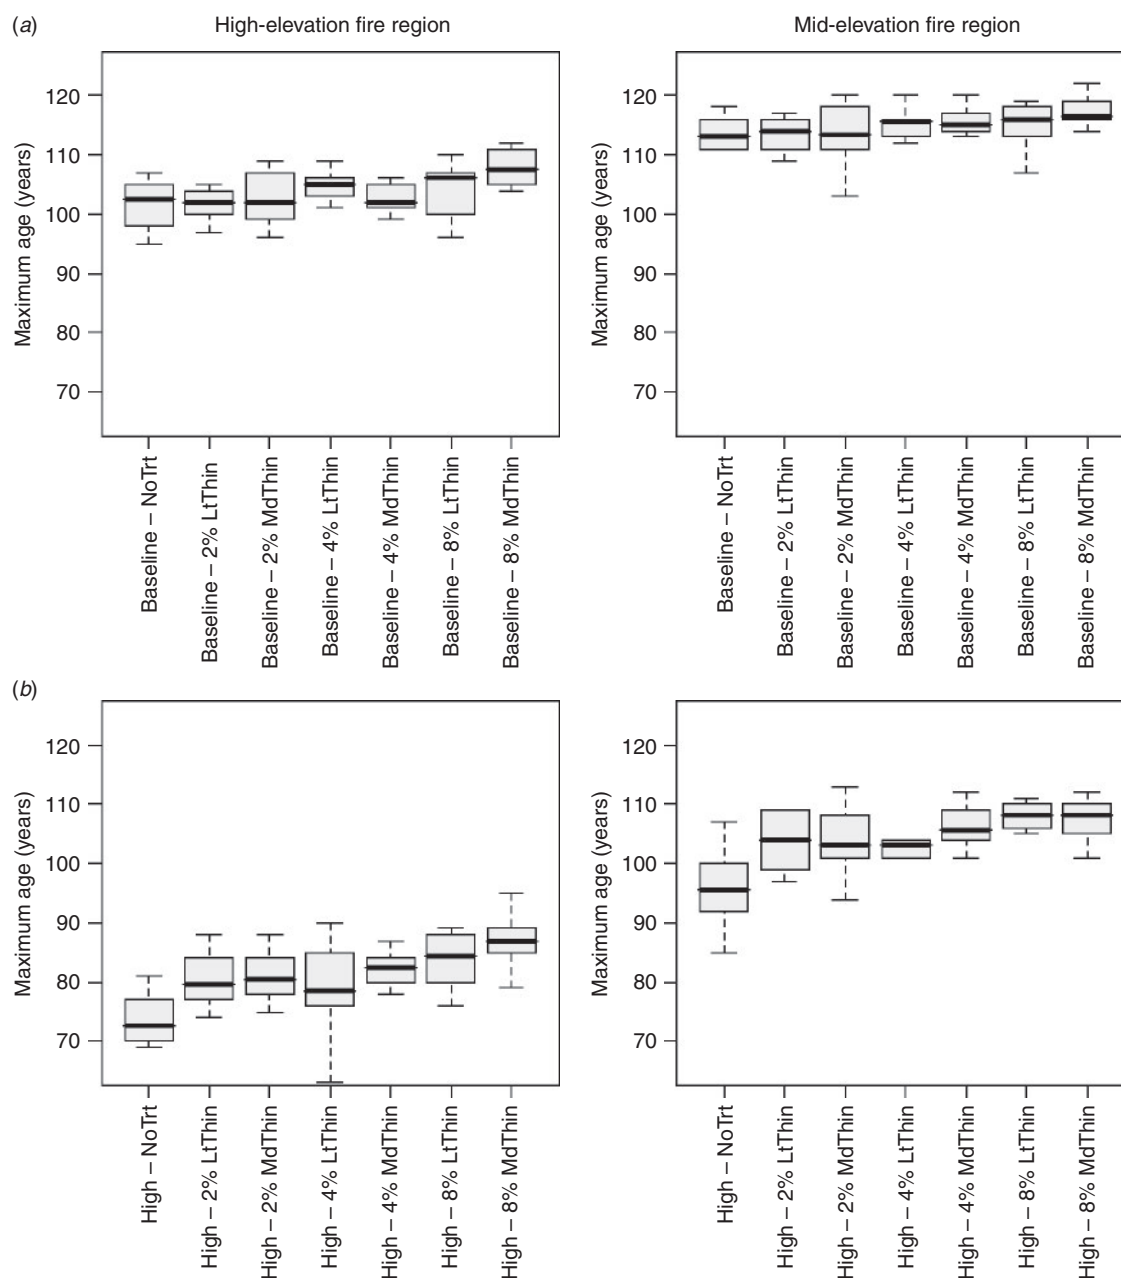 (a)
High-elevation fire region
Mid-elevation fire region
Maximum age (years)
120
110
100
90
80
70
Baseline – NoTrt
Baseline – 2% LtThin
Baseline – 2% MdThin
Baseline – 4% LtThin
Baseline – 4% MdThin
Baseline – 8% LtThin
Baseline – 8% MdThin
Maximum age (years)
120
110
100
90
80
70
Baseline – NoTrt
Baseline – 2% LtThin
Baseline – 2% MdThin
Baseline – 4% LtThin
Baseline – 4% MdThin
Baseline – 8% LtThin
Baseline – 8% MdThin
(b)
Maximum age (years)
120
110
100
90
80
70
High – NoTrt
High – 2% LtThin
High – 2% MdThin
High – 4% LtThin
High – 4% MdThin
High – 8% LtThin
High – 8% MdThin
Maximum age (years)
120
110
100
90
80
70
High – NoTrt
High – 2% LtThin
High – 2% MdThin
High – 4% LtThin
High – 4% MdThin
High – 8% LtThin
High – 8% MdThin